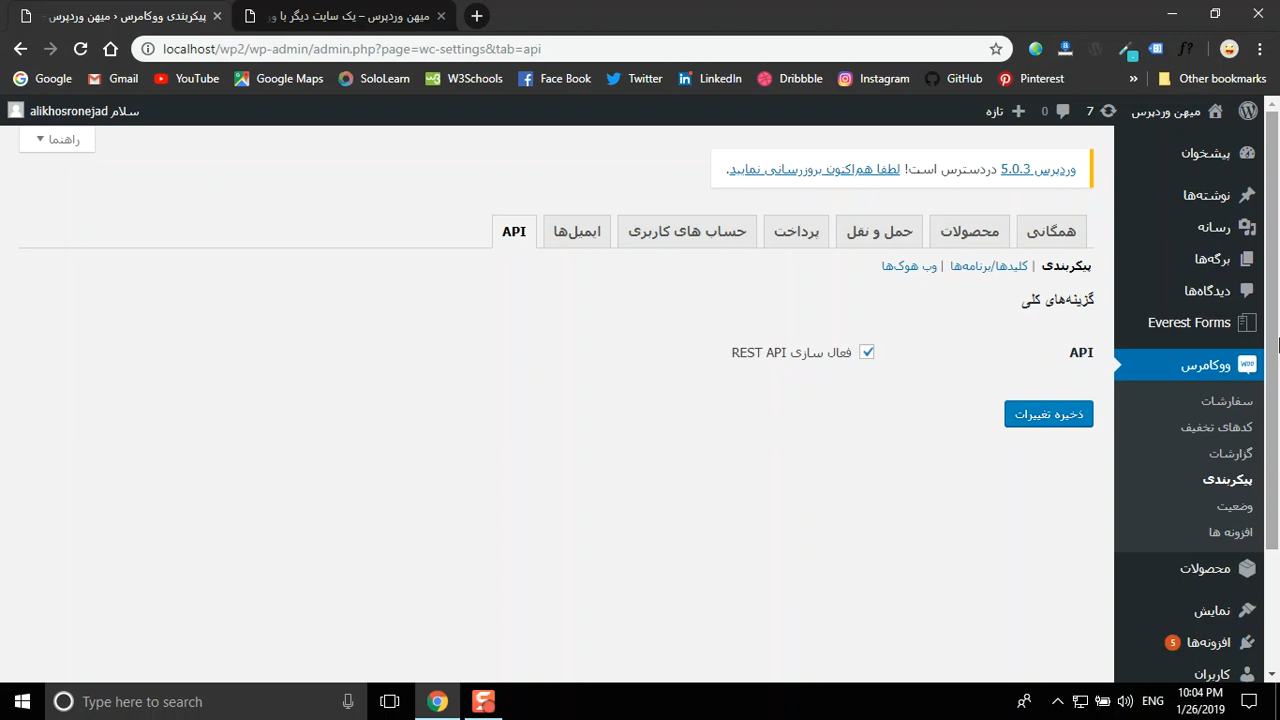 پیکربندی ووکامرس ‹ میهن وردپرس
میهن وردپرس – یک سایت دیگر با ور
localhost/wp2/wp-admin/admin.php?page=wc-settings&tab=api
Google Gmail YouTube Google Maps SoloLearn W3Schools Face Book Twitter LinkedIn Dribbble Instagram GitHub Pinterest » Other bookmarks
میهن وردپرس 7 0 تازه سلام alikhosronejad
راهنما
وردپرس 5.0.3 دردسترس است! لطفا هم‌اکنون بروزرسانی نمایید.
همگانی محصولات حمل و نقل پرداخت حساب های کاربری ایمیل‌ها API
پیکربندی | کلیدها/برنامه‌ها | وب هوک‌ها
گزینه‌های کلی
API
فعال سازی REST API
ذخیره تغییرات
پیشخوان
نوشته‌ها
رسانه
برگه‌ها
دیدگاه‌ها
Everest Forms
ووکامرس
سفارشات
کدهای تخفیف
گزارشات
پیکربندی
وضعیت
افزونه ها
محصولات
نمایش
افزونه‌ها 5
کاربران
Type here to search
ENG
10:04 PM
1/26/2019